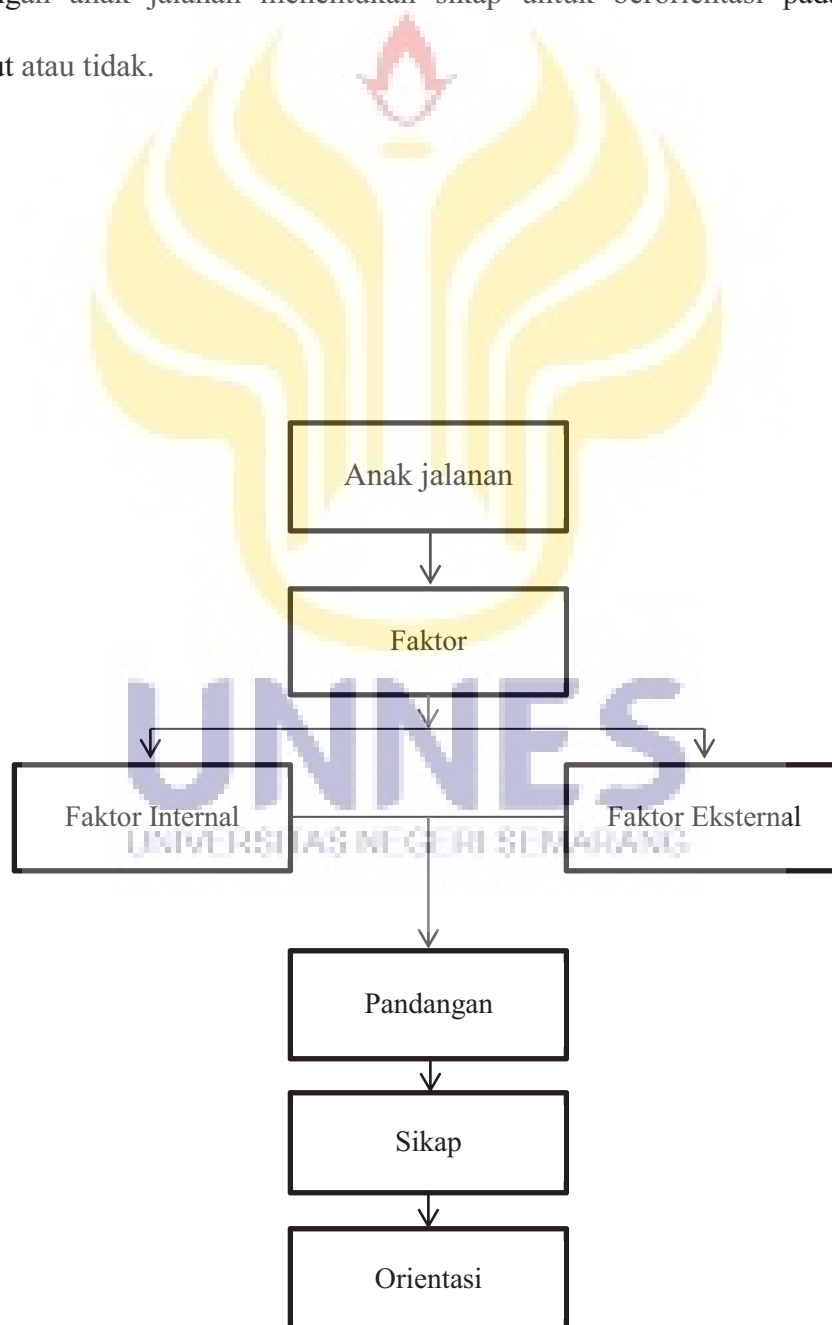 anak jalanan menentukan sikap untuk berorientasi pada
atau tidak.
Anak jalanan
Faktor
UNNES
Faktor Internal
Faktor Eksternal
UNIVERSITAS NEGERI SEMARANG
Pandangan
Sikap
Orientasi